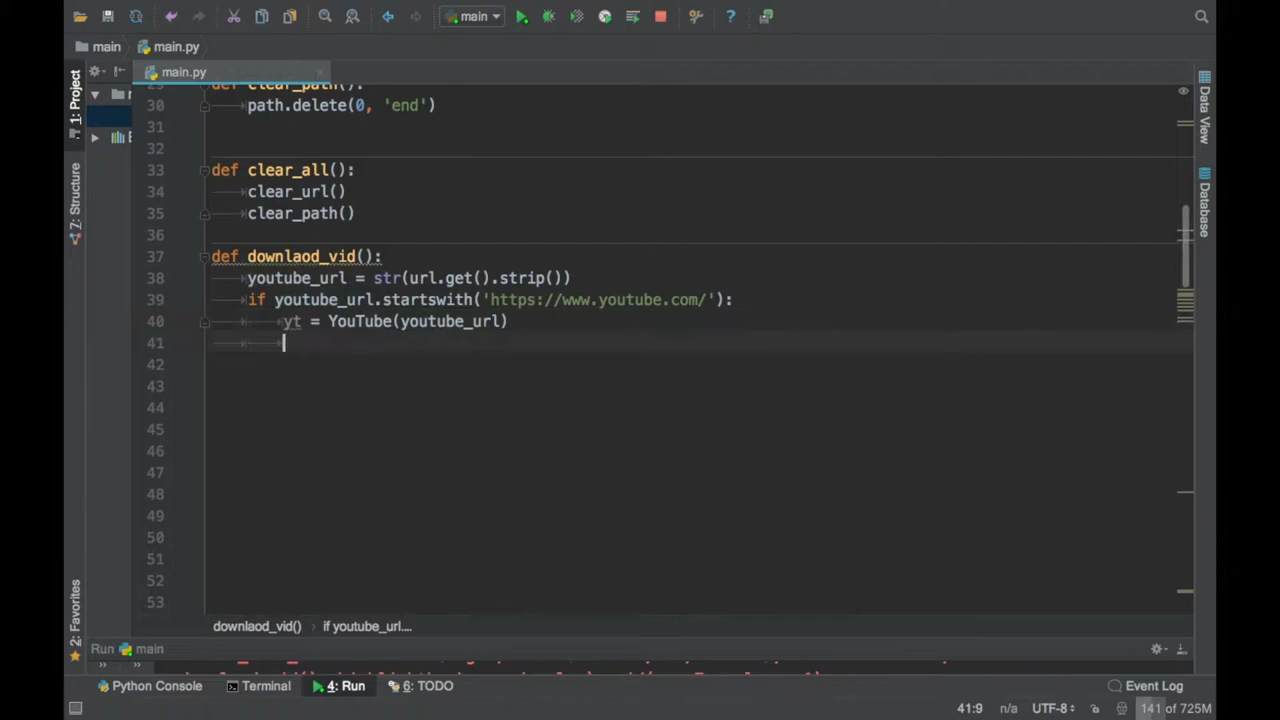 main
main
main.py
main.py
1: Project
7: Structure
2: Favorites
Data View
Database
29 def clear_path():
30 path.delete(0, 'end')
31
32
33 def clear_all():
34 clear_url()
35 clear_path()
36
37 def downlaod_vid():
38 youtube_url = str(url.get().strip())
39 if youtube_url.startswith('https://www.youtube.com/'):
40 yt = YouTube(youtube_url)
41
42
43
44
45
46
47
48
49
50
51
52
53
downlaod_vid() › if youtube_url....
Run main
Python Console Terminal 4: Run 6: TODO Event Log
41:9 n/a UTF-8 141 of 725M